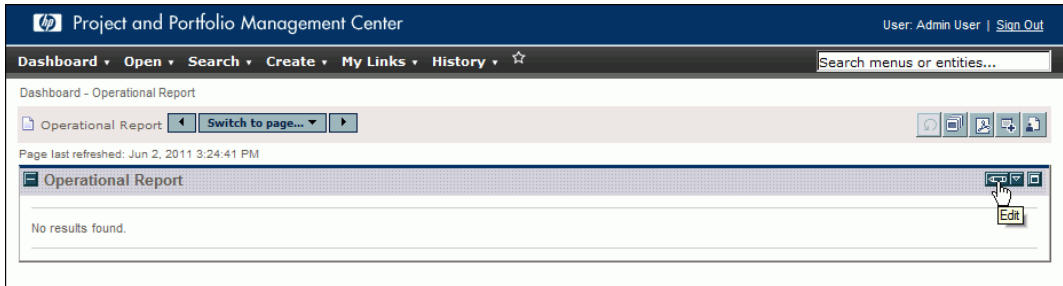 hp Project and Portfolio Management Center User: Admin User | Sign Out
Dashboard Open Search Create My Links History Search menus or entities...
Dashboard - Operational Report
Operational Report Switch to page...
Page last refreshed: Jun 2, 2011 3:24:41 PM
Operational Report
Edit
No results found.